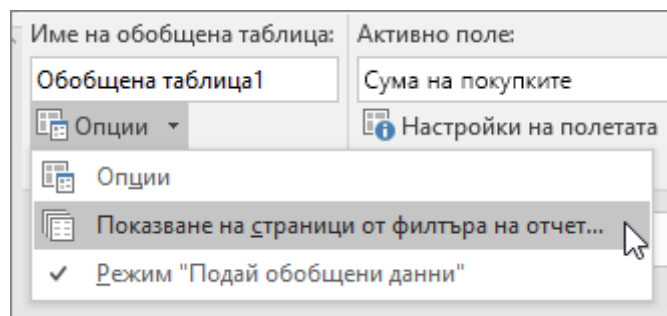 Име на обобщена таблица:
Активно поле:
Обобщена таблица1
Сума на покупките
Опции
Настройки на полетата
Опции
Показване на страници от филтъра на отчет...
Режим "Подай обобщени данни"